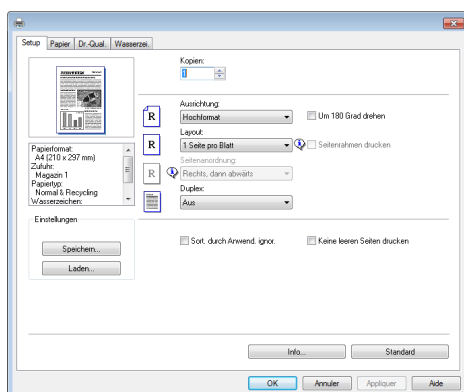 Setup Papier Dr.-Qual. Wasserzei.
Kopien:
1
Ausrichtung:
R Hochformat Um 180 Grad drehen
Layout:
R 1 Seite pro Blatt Seitenrahmen drucken
Seitenanordnung:
R Rechts, dann abwärts
Duplex:
Aus
Papierformat:
A4 (210 x 297 mm)
Zufuhr:
Magazin 1
Papiertyp:
Normal & Recycling
Wasserzeichen:
Einstellungen
Speichern...
Laden...
Sort. durch Anwend. ignor. Keine leeren Seiten drucken
Info... Standard
OK Annuler Appliquer Aide